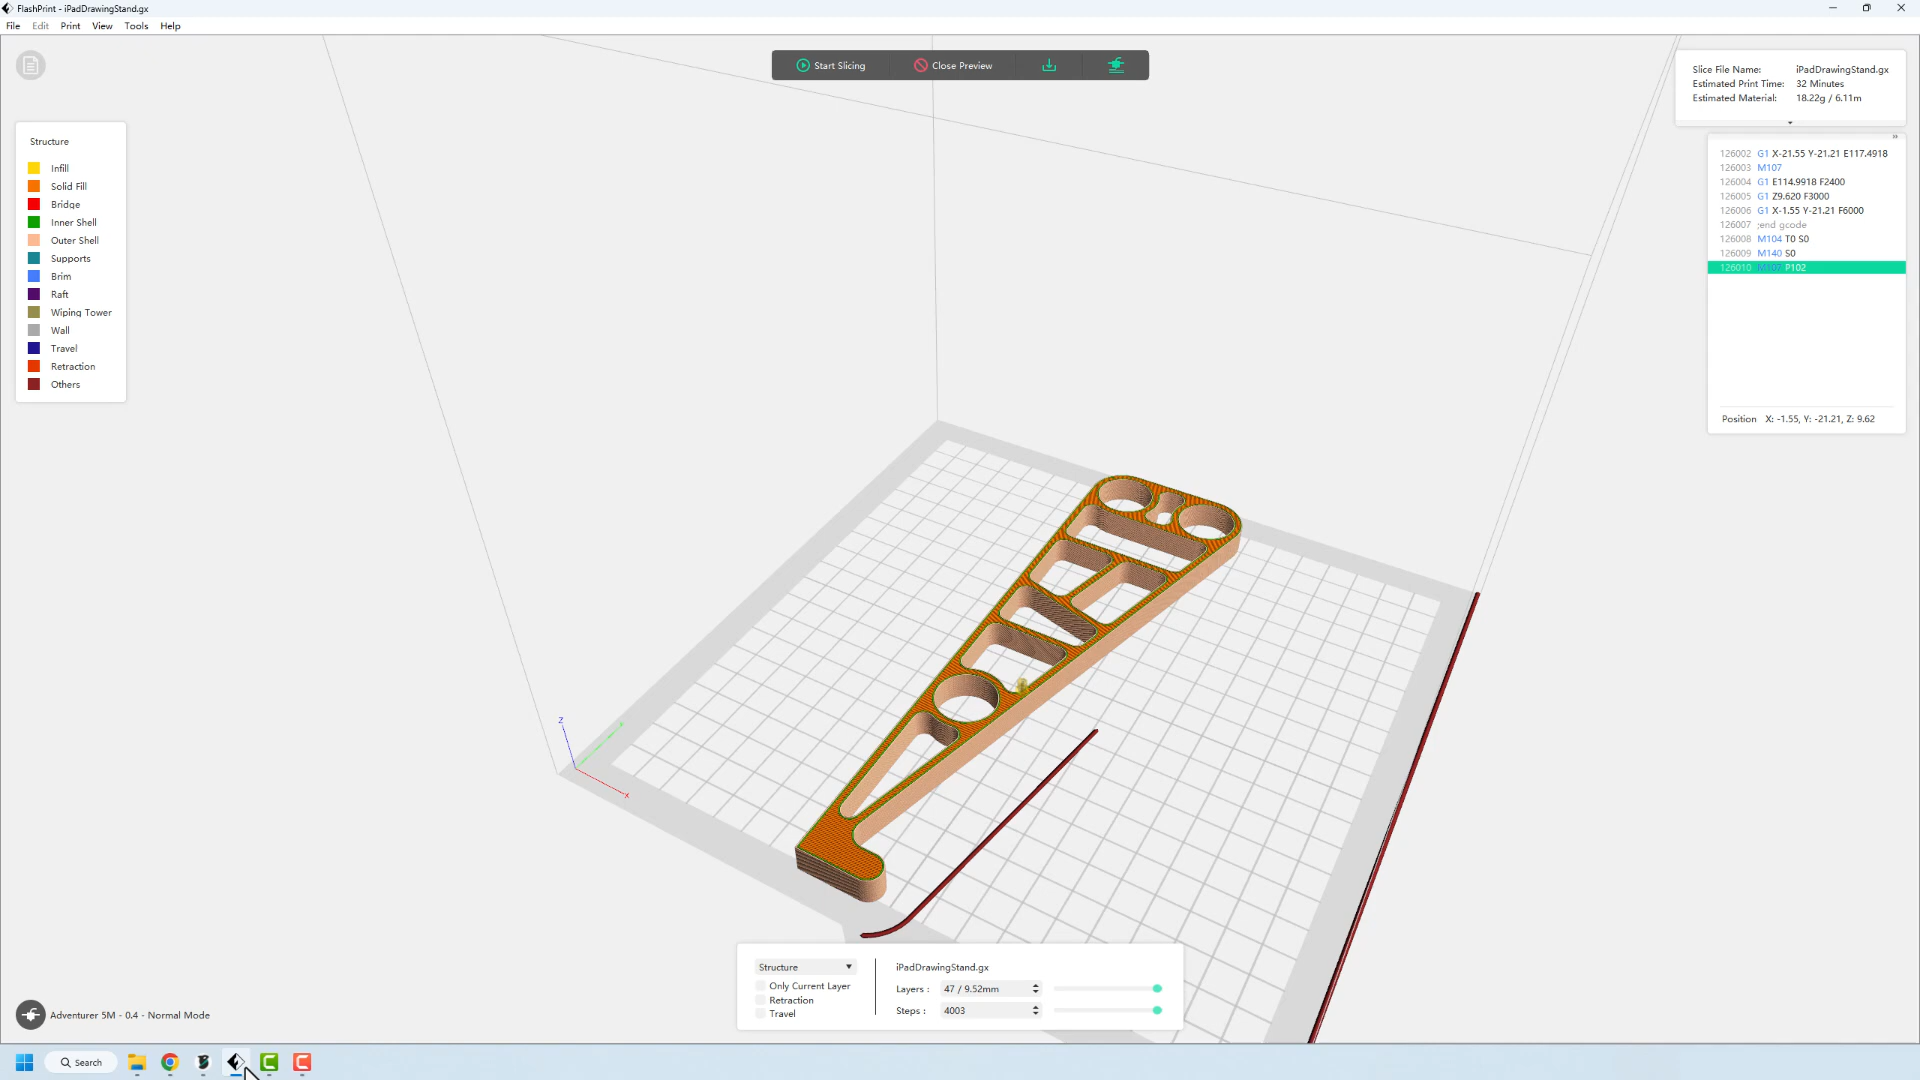 FlashPrint - iPadDrawingStand.gx
File Edit Print View Tools Help
Start Slicing
Close Preview
Slice File Name: iPadDrawingStand.gx
Estimated Print Time: 32 Minutes
Estimated Material: 18.22g / 6.11m
Structure
Infill
Solid Fill
Bridge
Inner Shell
Outer Shell
Supports
Brim
Raft
Wiping Tower
Wall
Travel
Retraction
Others
»
126002 G1 X-21.55 Y-21.21 E117.4918
126003 M107
126004 G1 E114.9918 F2400
126005 G1 Z9.620 F3000
126006 G1 X-1.55 Y-21.21 F6000
126007 ;end gcode
126008 M104 T0 S0
126009 M140 S0
126010 P102
Position X: -1.55, Y: -21.21, Z: 9.62
Z
X
Structure
Only Current Layer
Retraction
Travel
iPadDrawingStand.gx
Layers : 47 / 9.52mm
Steps : 4003
Adventurer 5M - 0.4 - Normal Mode
Search